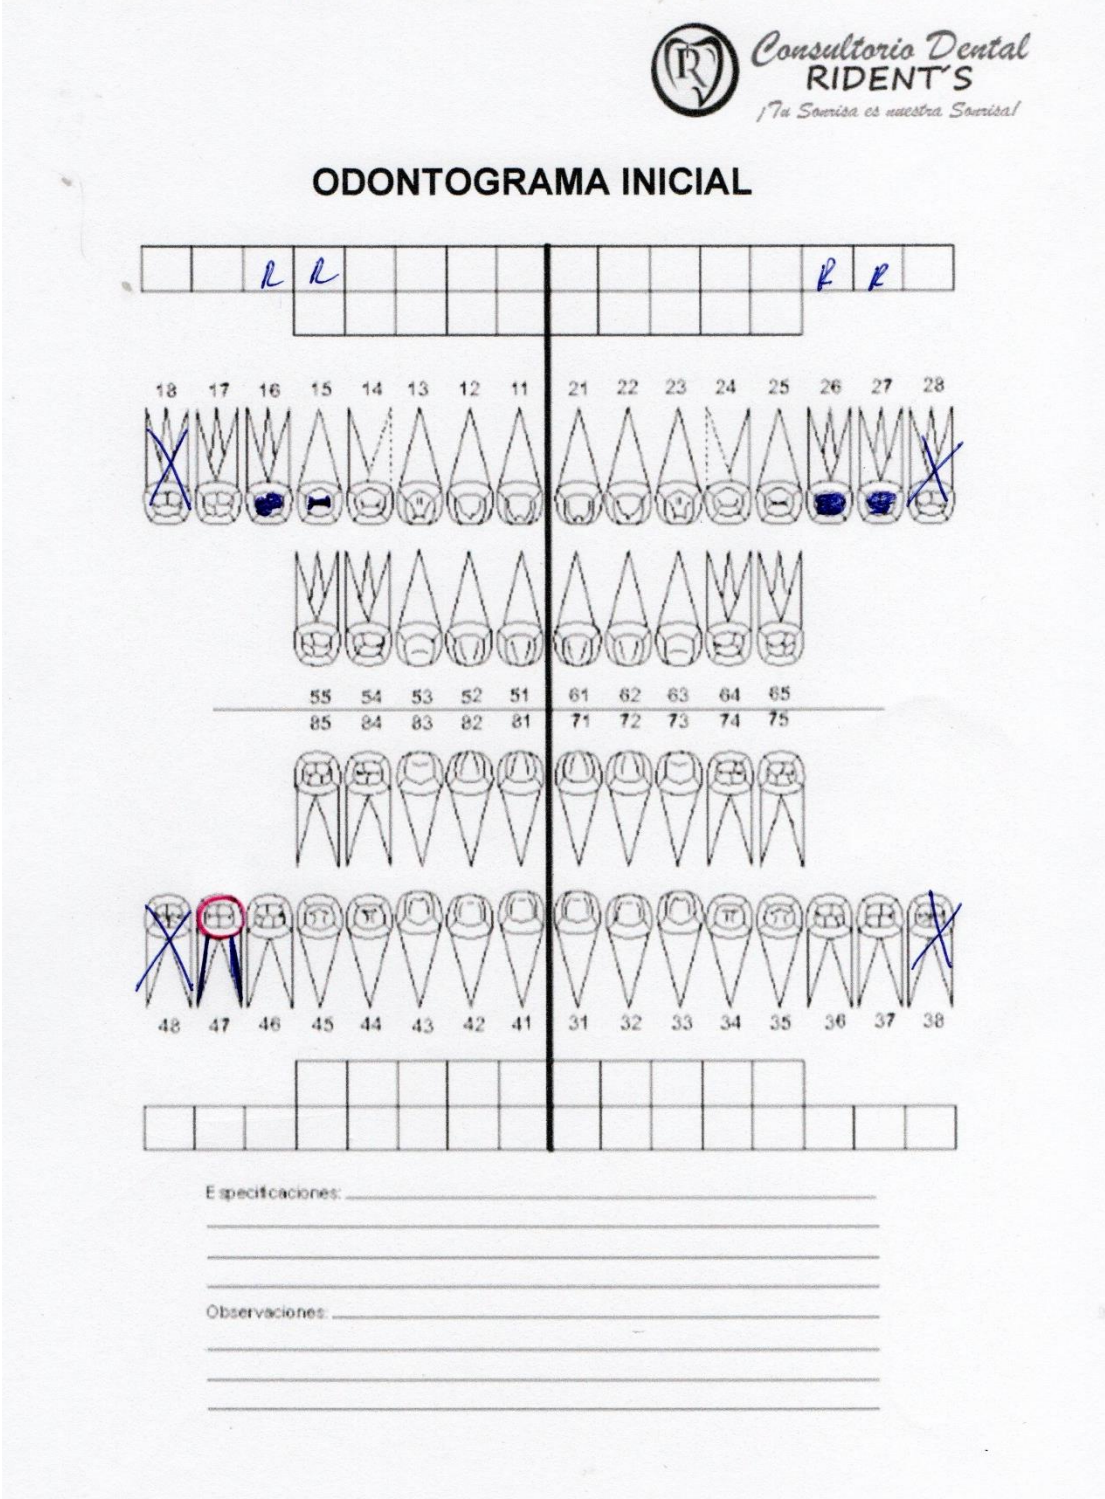 Consultorio Dental
RIDENT'S
¡Tu Sonrisa es nuestra Sonrisa!
ODONTOGRAMA INICIAL
R R R R
18 17 16 15 14 13 12 11 21 22 23 24 25 26 27 28
55 54 53 52 51 61 62 63 64 65
85 84 83 82 81 71 72 73 74 75
48 47 46 45 44 43 42 41 31 32 33 34 35 36 37 38
Especificaciones:
Observaciones: